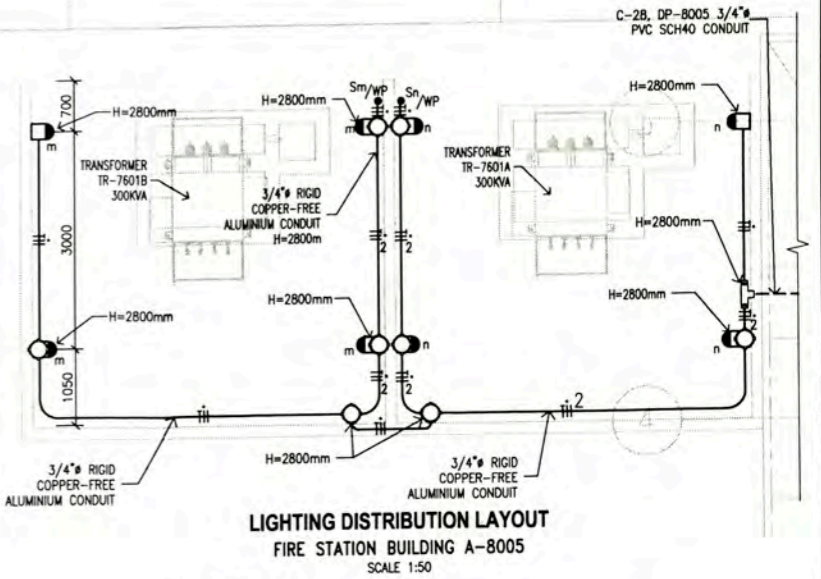 C-28, DP-8005 3/4"ø
PVC SCH40 CONDUIT
700
H=2800mm
m
TRANSFORMER
TR-7601B
300KVA
3000
H=2800mm
m
1050
Sm/WP
Sn/WP
H=2800mm
m
n
3/4"ø RIGID
COPPER-FREE
ALUMINIUM CONDUIT
H=2800m
2
2
H=2800mm
m
n
2
2
TRANSFORMER
TR-7601A
300KVA
H=2800mm
n
H=2800mm
H=2800mm
2
n
2
4
H=2800mm
3/4"ø RIGID
COPPER-FREE
ALUMINIUM CONDUIT
3/4"ø RIGID
COPPER-FREE
ALUMINIUM CONDUIT
LIGHTING DISTRIBUTION LAYOUT
FIRE STATION BUILDING A-8005
SCALE 1:50